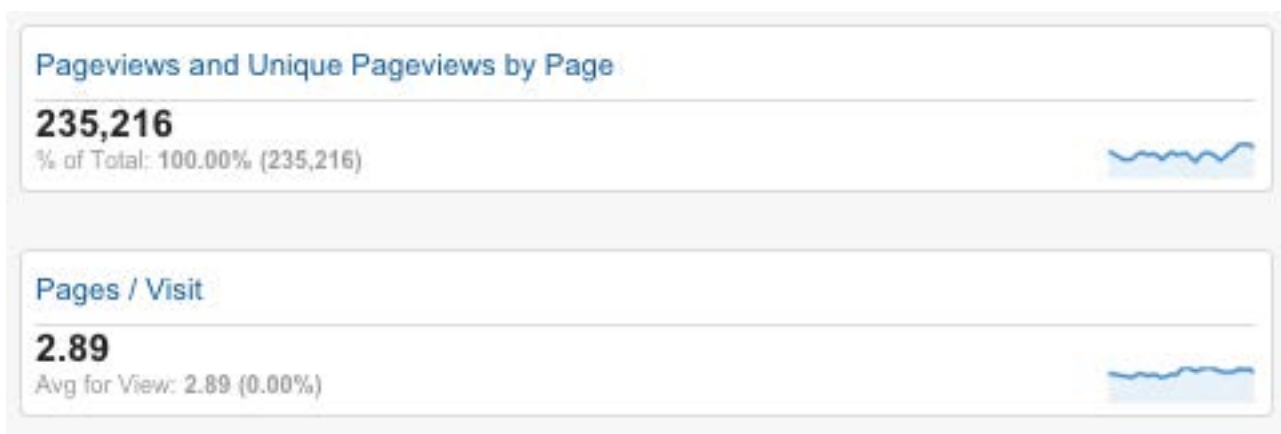 Pageviews and Unique Pageviews by Page
235,216
% of Total: 100.00% (235,216)
Pages / Visit
2.89
Avg for View: 2.89 (0.00%)